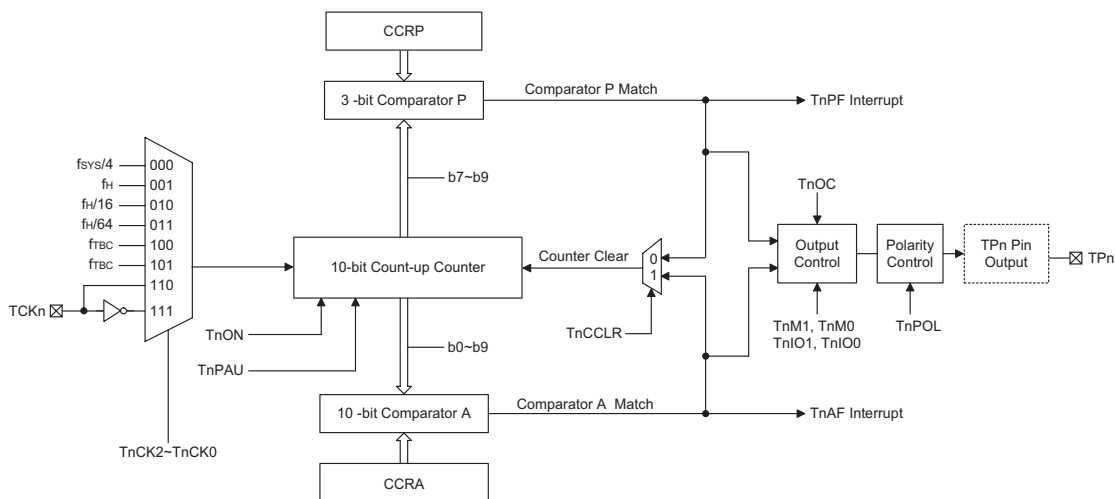 CCRP
3 -bit Comparator P
Comparator P Match
TnPF Interrupt
b7~b9
fSYS/4
fH
fH/16
fH/64
fTBC
fTBC
000
001
010
011
100
101
110
111
TCKn
TnCK2~TnCK0
10-bit Count-up Counter
TnON
TnPAU
Counter Clear
0
1
TnCCLR
TnOC
Output
Control
TnM1, TnM0
TnIO1, TnIO0
Polarity
Control
TnPOL
TPn Pin
Output
TPn
b0~b9
10 -bit Comparator A
Comparator A Match
TnAF Interrupt
CCRA